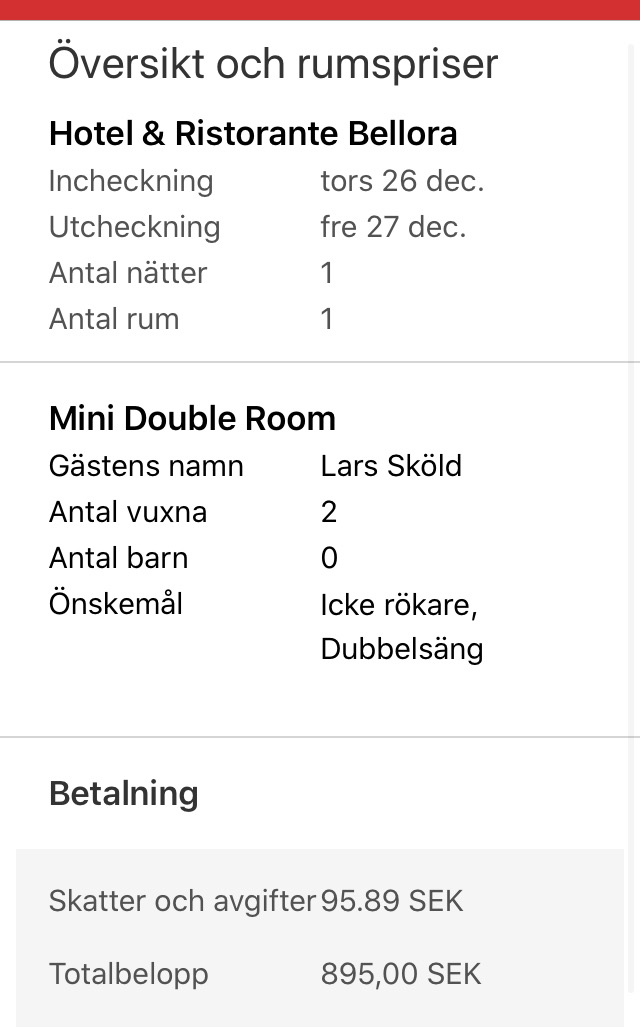 Översikt och rumspriser
Hotel & Ristorante Bellora
Incheckning tors 26 dec.
Utcheckning fre 27 dec.
Antal nätter 1
Antal rum 1
Mini Double Room
Gästens namn Lars Sköld
Antal vuxna 2
Antal barn 0
Önskemål Icke rökare,
Dubbelsäng
Betalning
Skatter och avgifter 95.89 SEK
Totalbelopp 895,00 SEK